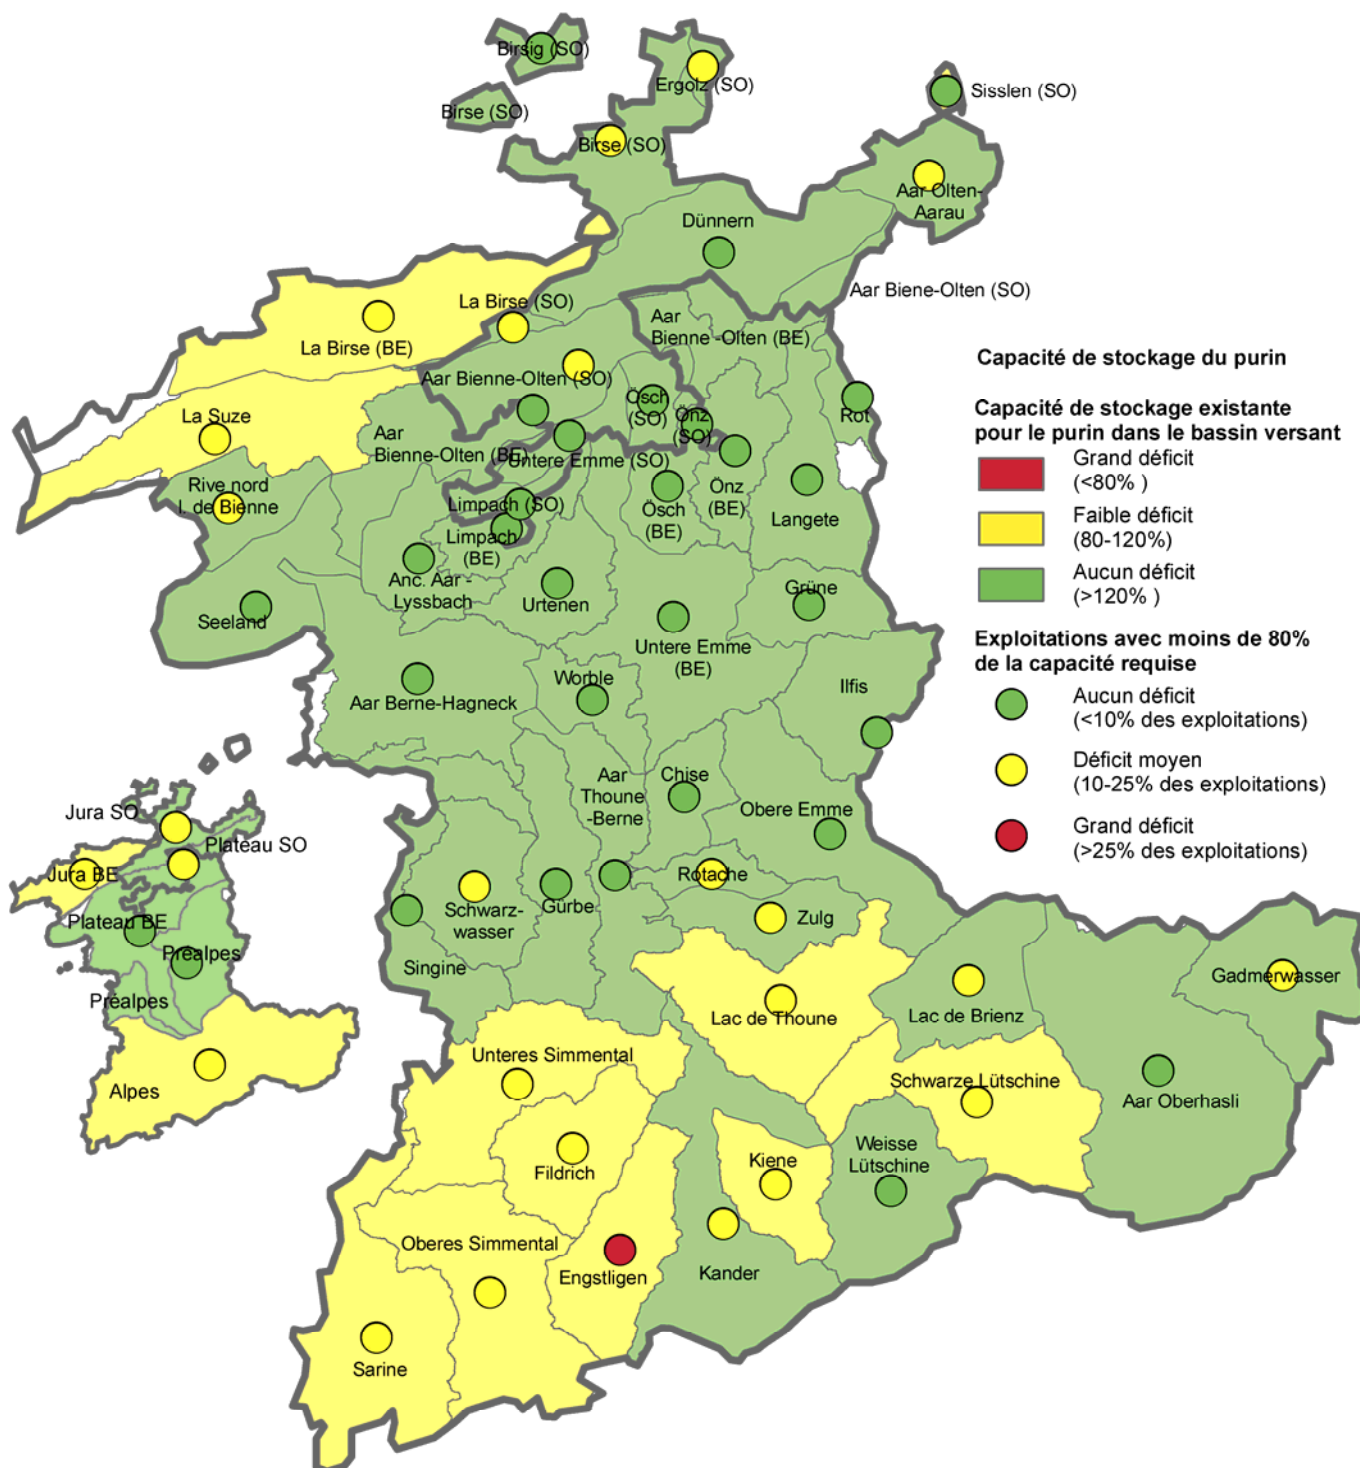 Birsig (SO)
Ergolz (SO)
Sisslen (SO)
Birse (SO)
Birse (SO)
Aar Olten-
Aarau
Dünnern
Aar Biene-Olten (SO)
La Birse (SO)
Aar
Bienne -Olten (BE)
La Birse (BE)
Aar Bienne-Olten (SO)
Ösch
(SO)
Önz
(SO)
Rot
La Suze
Aar
Bienne-Olten (BE)
Untere Emme (SO)
Rive nord
l. de Bienne
Limpach (SO)
Ösch
(BE)
Önz
(BE)
Langete
Limpach
(BE)
Anc. Aar -
Lyssbach
Urtenen
Grüne
Seeland
Untere Emme
(BE)
Worble
Ilfis
Aar Berne-Hagneck
Aar
Thoune
-Berne
Chise
Obere Emme
Rotache
Schwarz-
wasser
Gürbe
Zulg
Singine
Gadmerwasser
Lac de Thoune
Lac de Brienz
Unteres Simmental
Schwarze Lütschine
Aar Oberhasli
Fildrich
Kiene
Weisse
Lütschine
Oberes Simmental
Engstligen
Kander
Sarine
Capacité de stockage du purin
Capacité de stockage existante
pour le purin dans le bassin versant
Grand déficit
(<80% )
Faible déficit
(80-120%)
Aucun déficit
(>120% )
Exploitations avec moins de 80%
de la capacité requise
Aucun déficit
(<10% des exploitations)
Déficit moyen
(10-25% des exploitations)
Grand déficit
(>25% des exploitations)
Jura SO
Plateau SO
Jura BE
Plateau BE
Préalpes
Préalpes
Alpes